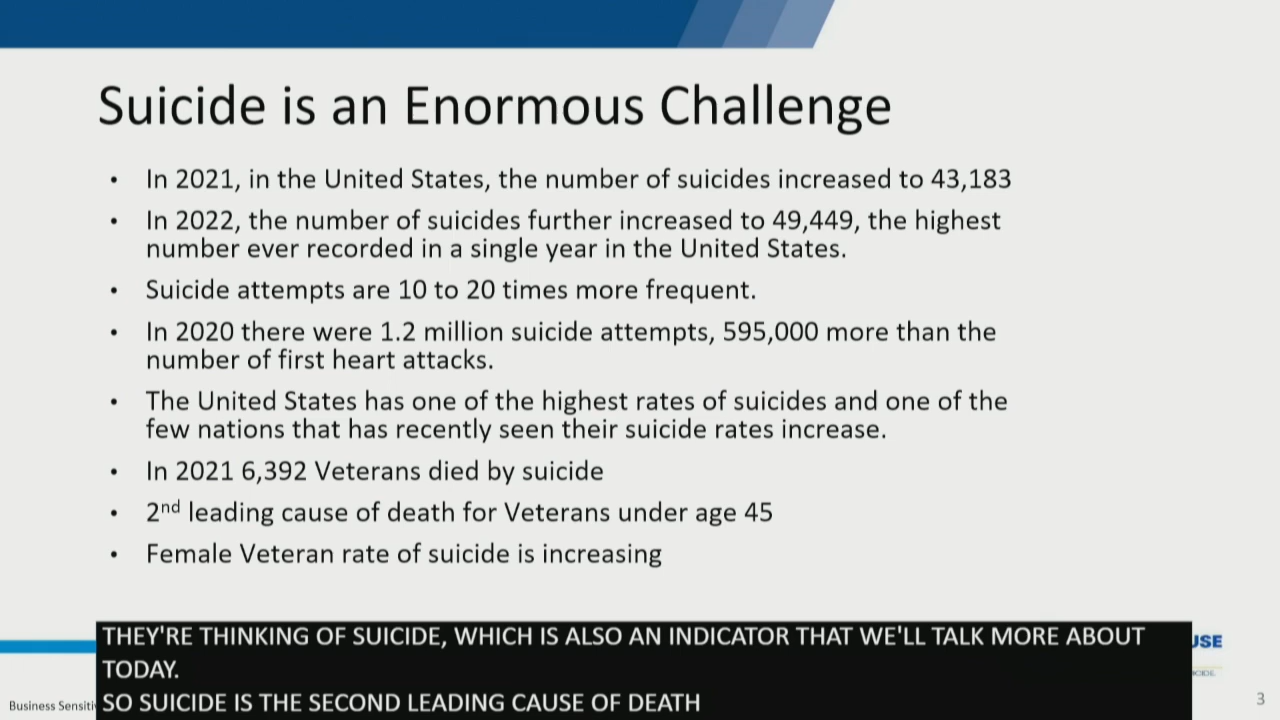 Suicide is an Enormous Challenge
• In 2021, in the United States, the number of suicides increased to 43,183
• In 2022, the number of suicides further increased to 49,449, the highest
number ever recorded in a single year in the United States.
• Suicide attempts are 10 to 20 times more frequent.
• In 2020 there were 1.2 million suicide attempts, 595,000 more than the
number of first heart attacks.
• The United States has one of the highest rates of suicides and one of the
few nations that has recently seen their suicide rates increase.
• In 2021 6,392 Veterans died by suicide
• 2nd leading cause of death for Veterans under age 45
• Female Veteran rate of suicide is increasing
THEY'RE THINKING OF SUICIDE, WHICH IS ALSO AN INDICATOR THAT WE'LL TALK MORE ABOUT
TODAY.
SO SUICIDE IS THE SECOND LEADING CAUSE OF DEATH
Business
3